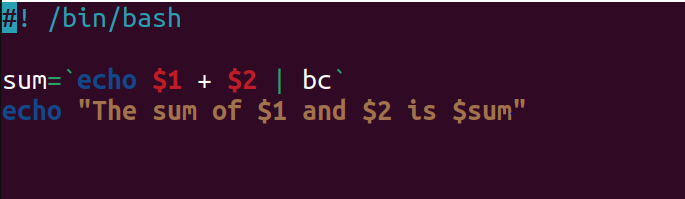 #! /bin/bash
sum=`echo $1 + $2 | bc`
echo "The sum of $1 and $2 is $sum"